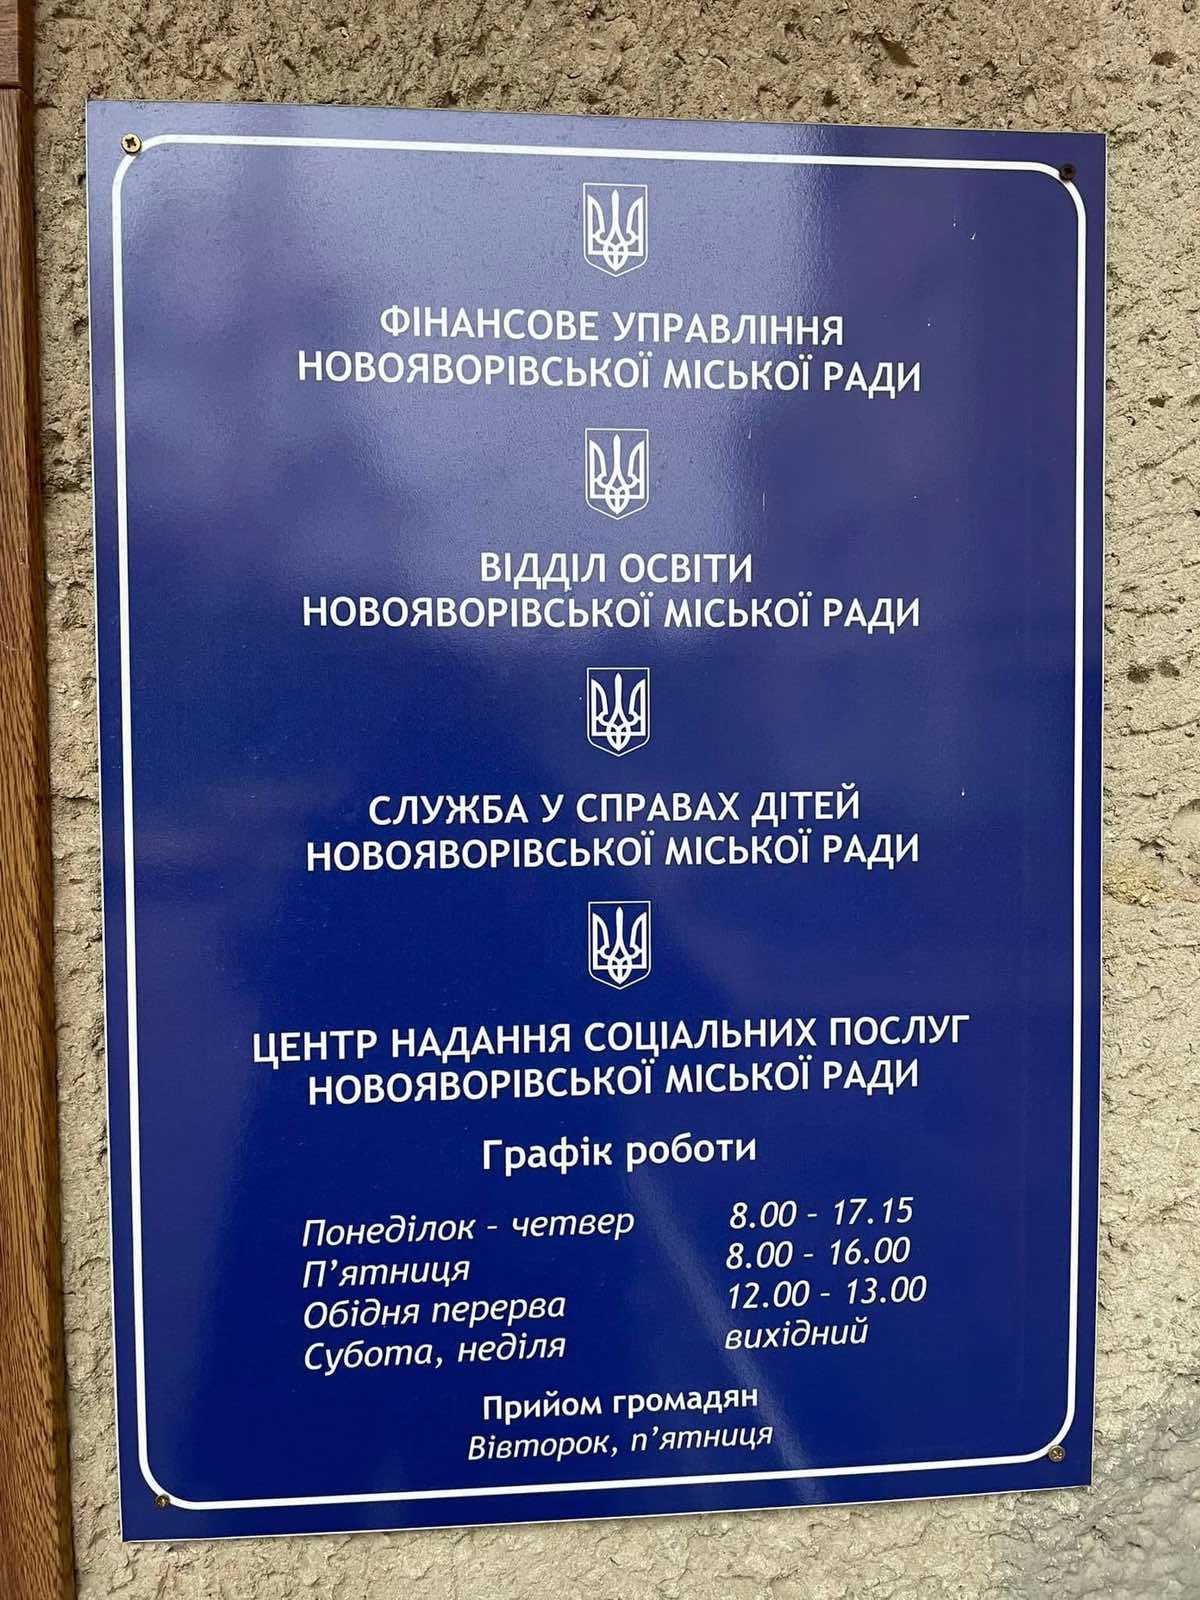 ФІНАНСОВЕ УПРАВЛІННЯ
НОВОЯВОРІВСЬКОЇ МІСЬКОЇ РАДИ
ВІДДІЛ ОСВІТИ
НОВОЯВОРІВСЬКОЇ МІСЬКОЇ РАДИ
СЛУЖБА У СПРАВАХ ДІТЕЙ
НОВОЯВОРІВСЬКОЇ МІСЬКОЇ РАДИ
ЦЕНТР НАДАННЯ СОЦІАЛЬНИХ ПОСЛУГ
НОВОЯВОРІВСЬКОЇ МІСЬКОЇ РАДИ
Графік роботи
Понеділок – четвер 8.00 – 17.15
П’ятниця 8.00 – 16.00
Обідня перерва 12.00 – 13.00
Субота, неділя вихідний
Прийом громадян
Вівторок, п’ятниця